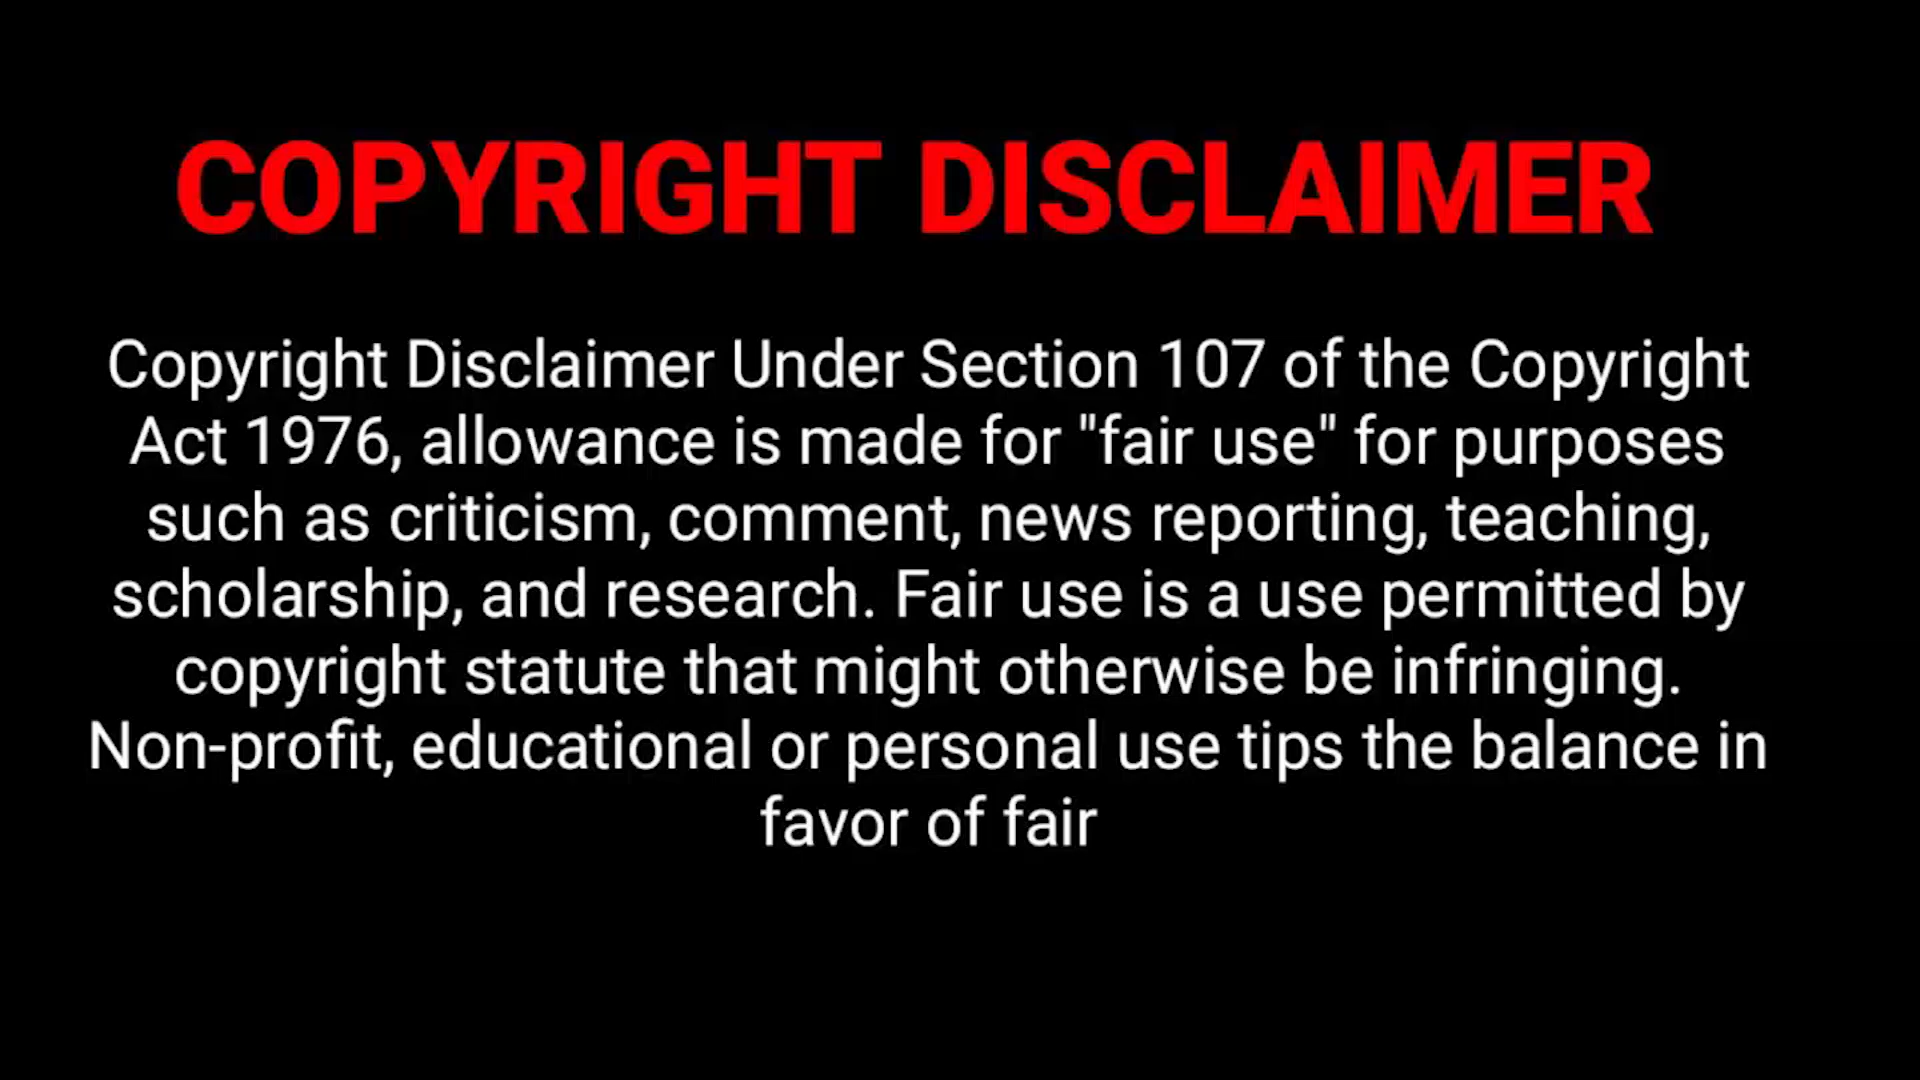 COPYRIGHT DISCLAIMER
Copyright Disclaimer Under Section 107 of the Copyright
Act 1976, allowance is made for "fair use" for purposes
such as criticism, comment, news reporting, teaching,
scholarship, and research. Fair use is a use permitted by
copyright statute that might otherwise be infringing.
Non-profit, educational or personal use tips the balance in
favor of fair